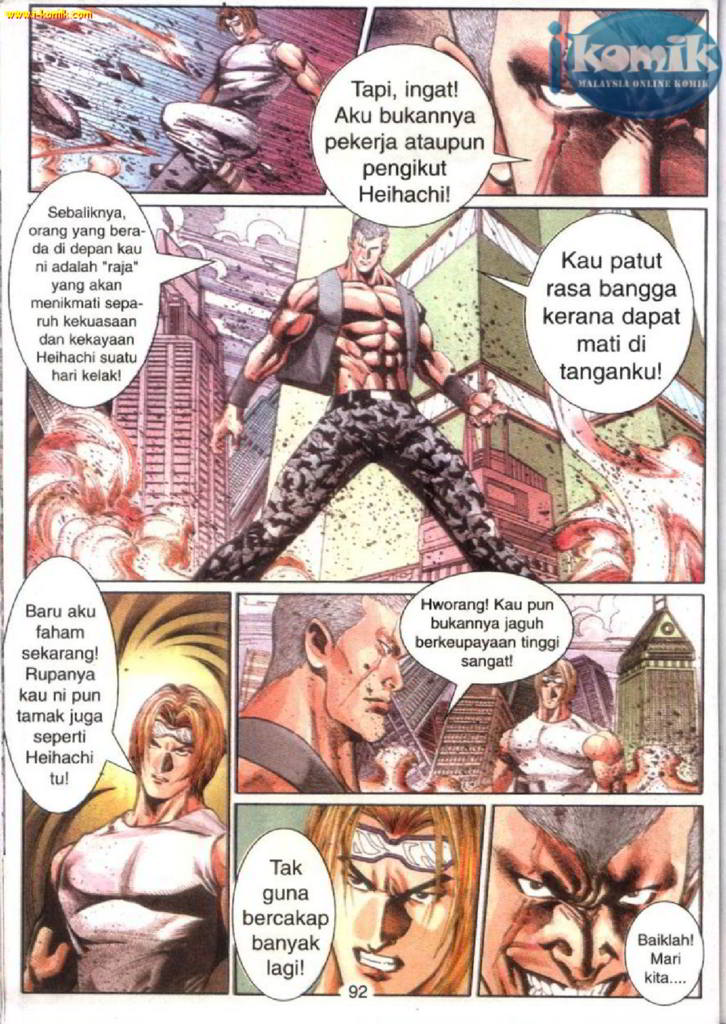 www.i-komik.com
ikomik
MALAYSIA ONLINE KOMIK
Tapi, ingat!
Aku bukannya
pekerja ataupun
pengikut
Heihachi!
Sebaliknya,
orang yang bera-
da di depan kau
ni adalah "raja"
yang akan
menikmati sepa-
ruh kekuasaan
dan kekayaan
Heihachi suatu
hari kelak!
Kau patut
rasa bangga
kerana dapat
mati di
tanganku!
Baru aku
faham
sekarang!
Rupanya
kau ni pun
tamak juga
seperti
Heihachi
tu!
Hworang! Kau pun
bukannya jaguh
berkeupayaan tinggi
sangat!
Tak
guna
bercakap
banyak
lagi!
Baiklah!
Mari
kita....
92